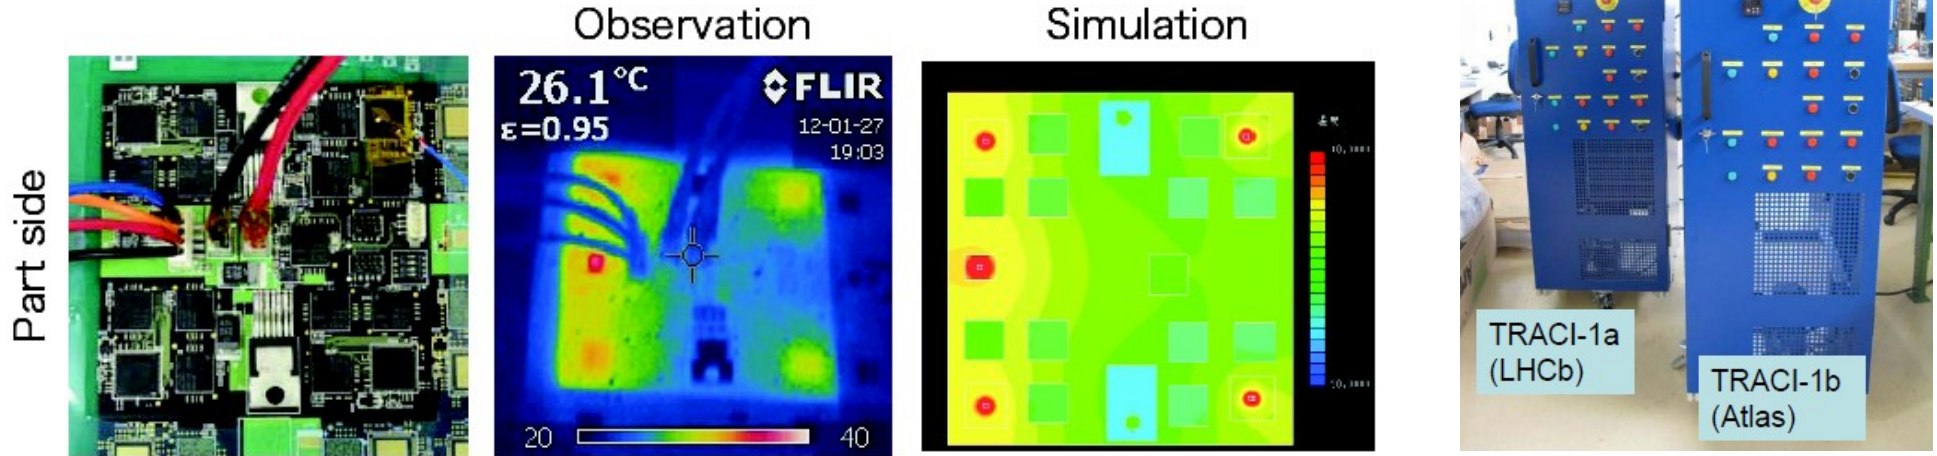 Observation
Simulation
Part side
26.1°C
ε=0.95
FLIR
12-01-27
19:03
20
40
TRACI-1a
(LHCb)
TRACI-1b
(Atlas)